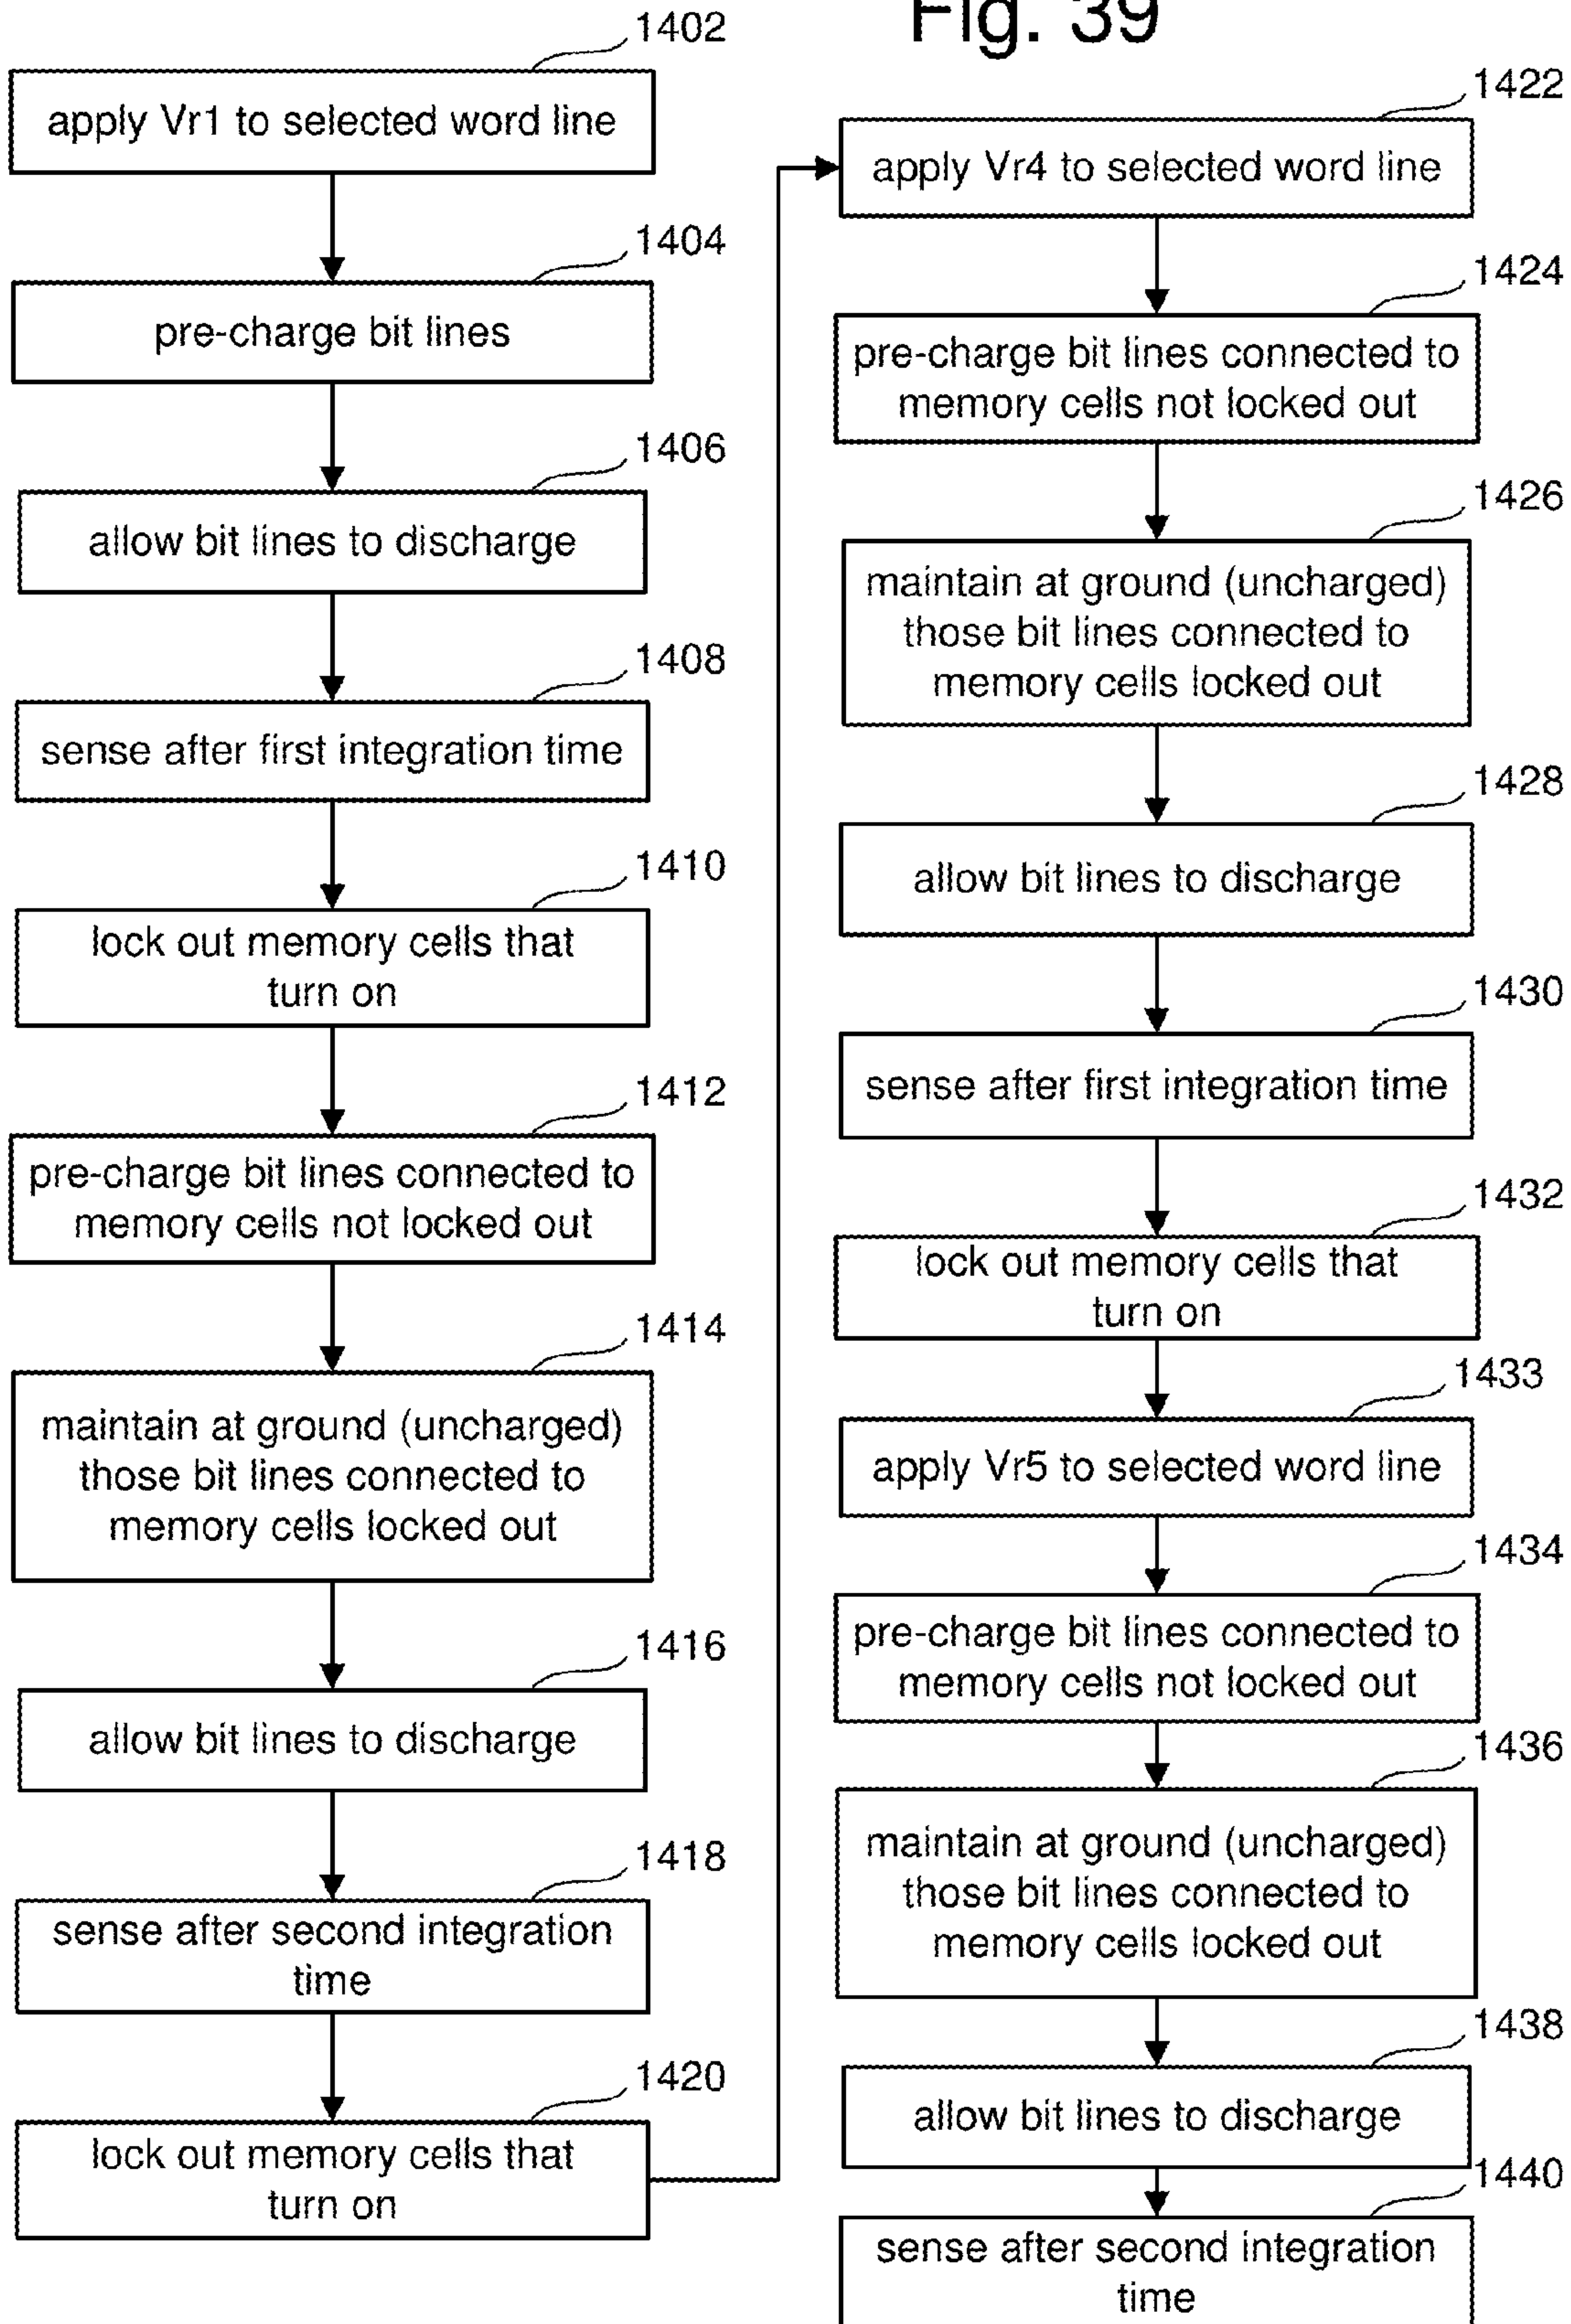 Fig. 39
1402
apply Vr1 to selected word line
1404
pre-charge bit lines
1406
allow bit lines to discharge
1408
sense after first integration time
1410
lock out memory cells that
turn on
1412
pre-charge bit lines connected to
memory cells not locked out
1414
maintain at ground (uncharged)
those bit lines connected to
memory cells locked out
1416
allow bit lines to discharge
1418
sense after second integration
time
1420
lock out memory cells that
turn on
1422
apply Vr4 to selected word line
1424
pre-charge bit lines connected to
memory cells not locked out
1426
maintain at ground (uncharged)
those bit lines connected to
memory cells locked out
1428
allow bit lines to discharge
1430
sense after first integration time
1432
lock out memory cells that
turn on
1433
apply Vr5 to selected word line
1434
pre-charge bit lines connected to
memory cells not locked out
1436
maintain at ground (uncharged)
those bit lines connected to
memory cells locked out
1438
allow bit lines to discharge
1440
sense after second integration
time